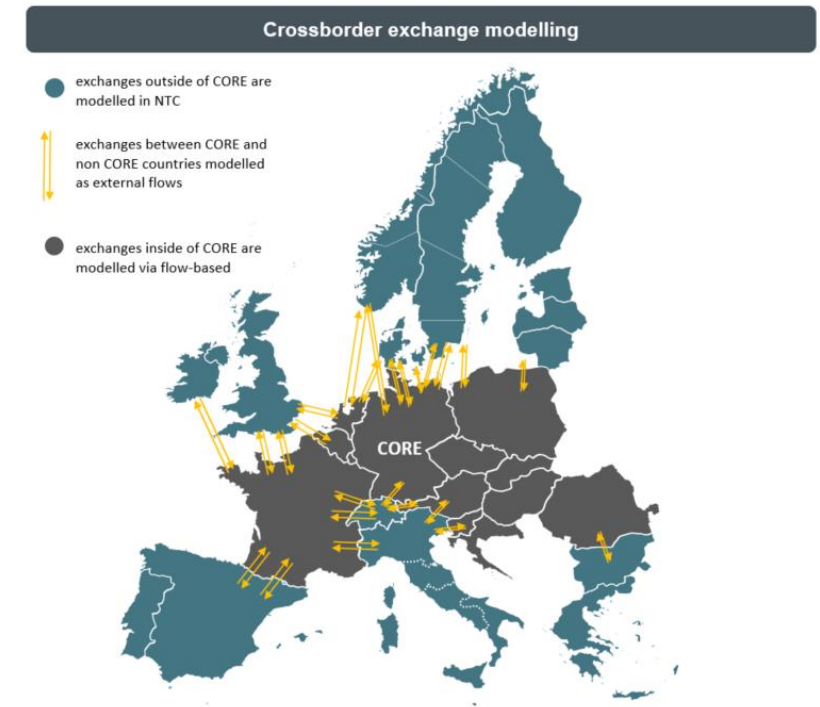 Crossborder exchange modelling
exchanges outside of CORE are
modelled in NTC
exchanges between CORE and
non CORE countries modelled
as external flows
exchanges inside of CORE are
modelled via flow-based
CORE